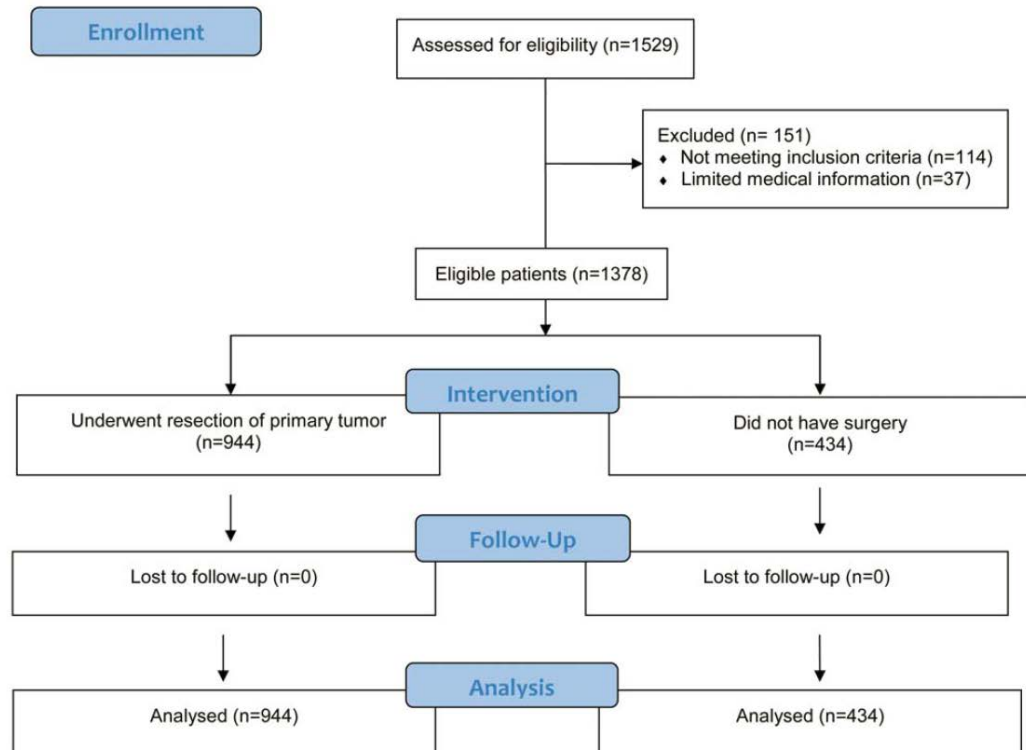 Enrollment
Assessed for eligibility (n=1529)
Excluded (n= 151)
♦ Not meeting inclusion criteria (n=114)
♦ Limited medical information (n=37)
Eligible patients (n=1378)
Intervention
Underwent resection of primary tumor
(n=944)
Did not have surgery
(n=434)
Follow-Up
Lost to follow-up (n=0)
Lost to follow-up (n=0)
Analysis
Analysed (n=944)
Analysed (n=434)